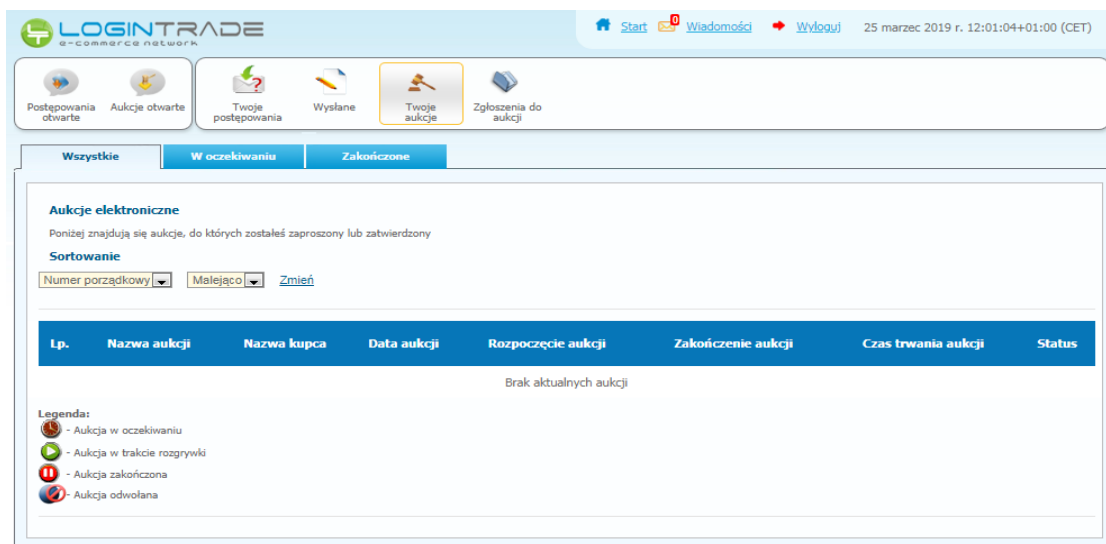 LOGINTRADE
e-commerce network
Start 0 Wiadomości Wyloguj 25 marzec 2019 r. 12:01:04+01:00 (CET)
Postępowania otwarte
Aukcje otwarte
Twoje postępowania
Wysłane
Twoje aukcje
Zgłoszenia do aukcji
Wszystkie W oczekiwaniu Zakończone
Aukcje elektroniczne
Poniżej znajdują się aukcje, do których zostałeś zaproszony lub zatwierdzony
Sortowanie
Numer porządkowy Malejąco Zmień
Lp. Nazwa aukcji Nazwa kupca Data aukcji Rozpoczęcie aukcji Zakończenie aukcji Czas trwania aukcji Status
Brak aktualnych aukcji
Legenda:
- Aukcja w oczekiwaniu
- Aukcja w trakcie rozgrywki
- Aukcja zakończona
- Aukcja odwołana